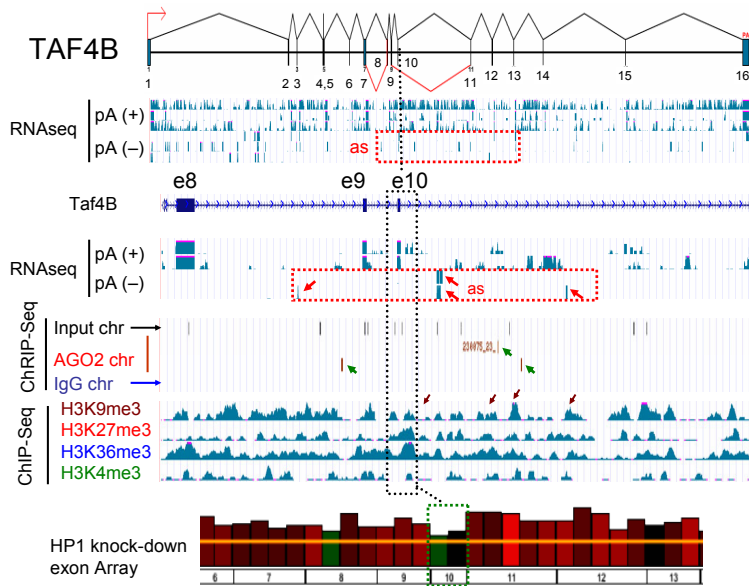 PA
TAF4B
8 9 10
1 2 3 4,5 6 7 9 11 12 13 14 15 16
RNAseq
pA (+)
pA (–)
as
e8 e9 e10
Taf4B
RNAseq
pA (+)
pA (–)
as
ChRIP-Seq
Input chr
AGO2 chr
IgG chr
ChIP-Seq
H3K9me3
H3K27me3
H3K36me3
H3K4me3
HP1 knock-down
exon Array
6 7 8 9 10 11 12 13